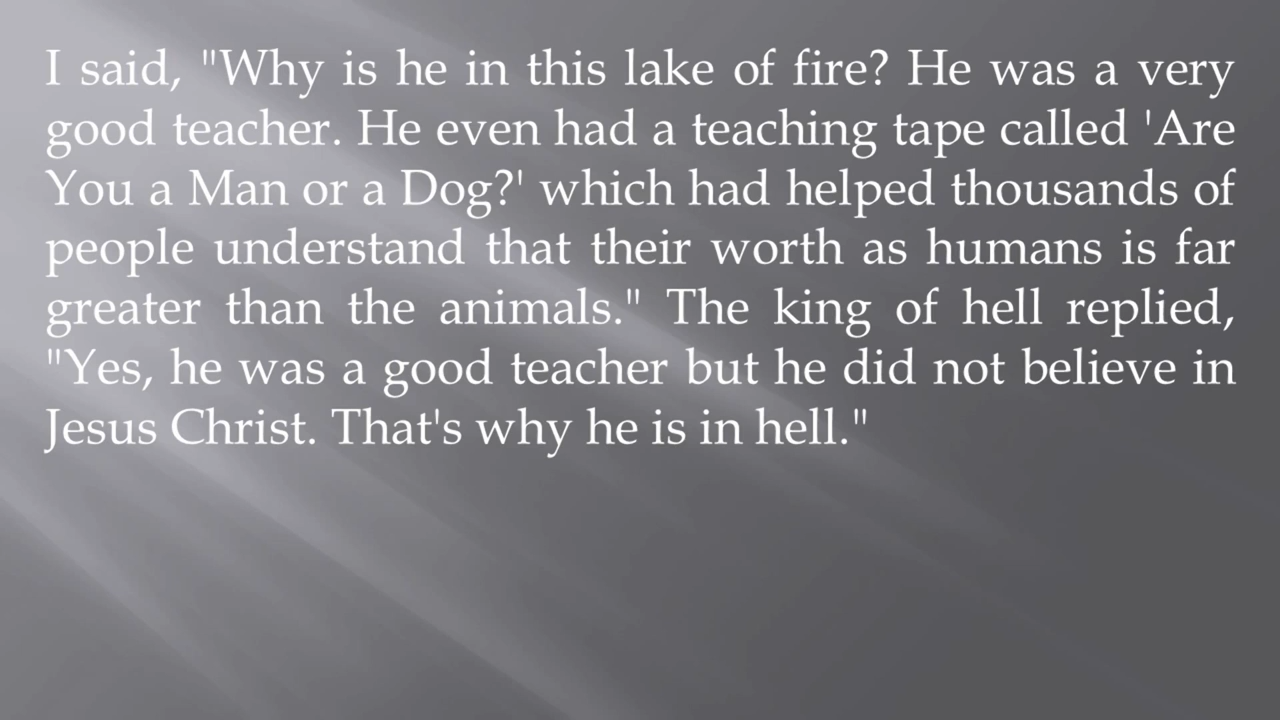 I said, "Why is he in this lake of fire? He was a very
good teacher. He even had a teaching tape called 'Are
You a Man or a Dog?' which had helped thousands of
people understand that their worth as humans is far
greater than the animals." The king of hell replied,
"Yes, he was a good teacher but he did not believe in
Jesus Christ. That's why he is in hell."